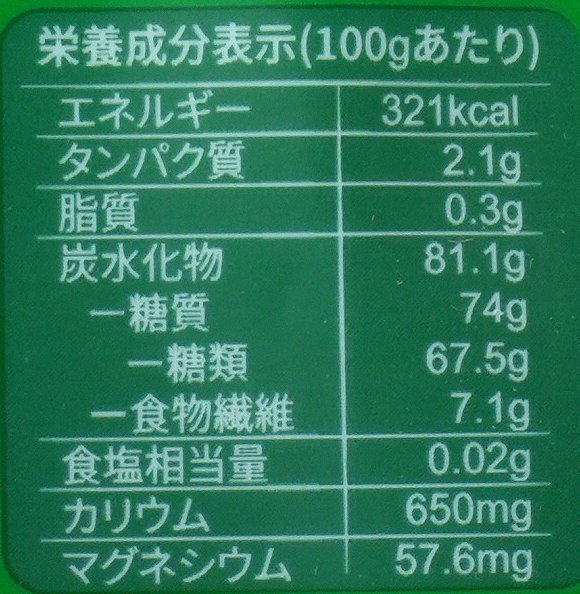 栄養成分表示(100gあたり)
エネルギー 321kcal
タンパク質 2.1g
脂質 0.3g
炭水化物 81.1g
ー糖質 74g
ー糖類 67.5g
ー食物繊維 7.1g
食塩相当量 0.02g
カリウム 650mg
マグネシウム 57.6mg